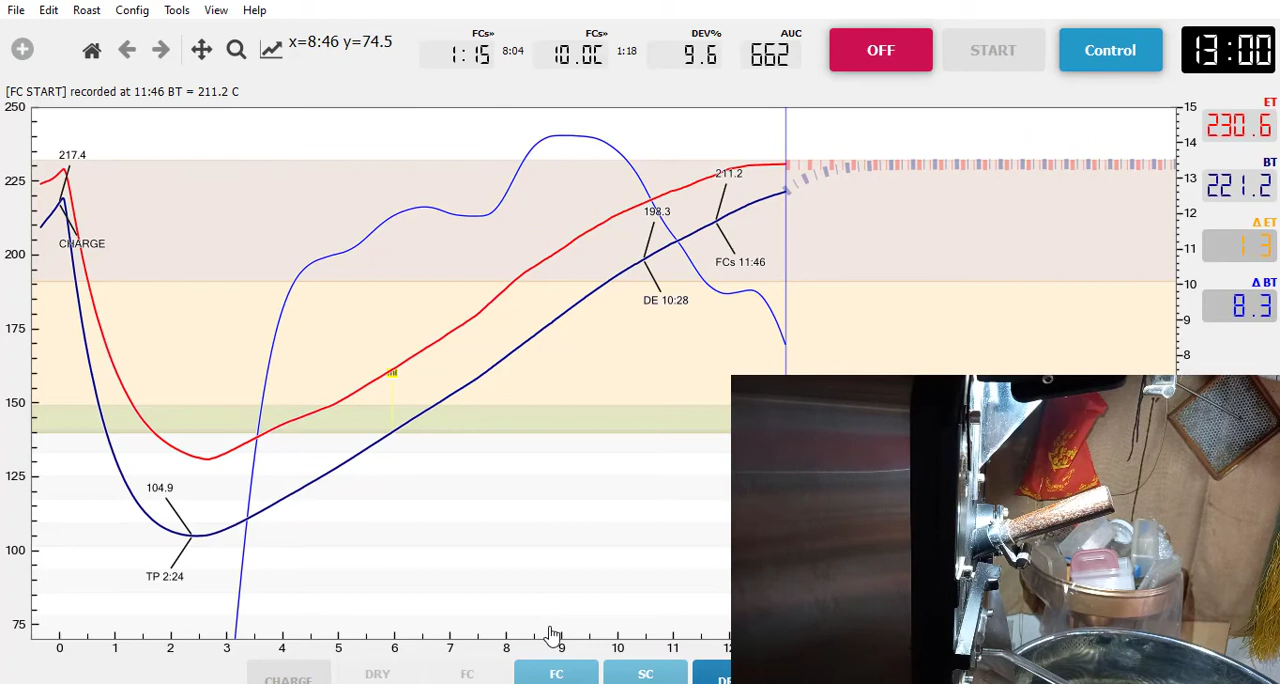 File Edit Roast Config Tools View Help
x=8:46 y=74.5
FCs»
1:15
8:04
FCs»
10.0C
1:18
DEV%
9.6
AUC
662
OFF
START
Control
13:00
[FC START] recorded at 11:46 BT = 211.2 C
250
225
200
175
150
125
100
75
15
14
13
12
11
10
9
8
ET
230.6
BT
221.2
Δ ET
1 3
Δ BT
8.3
217.4
CHARGE
104.9
TP 2:24
198.3
DE 10:28
211.2
FCs 11:46
0 1 2 3 4 5 6 7 8 9 10 11
CHARGE
DRY
FC
FC
SC